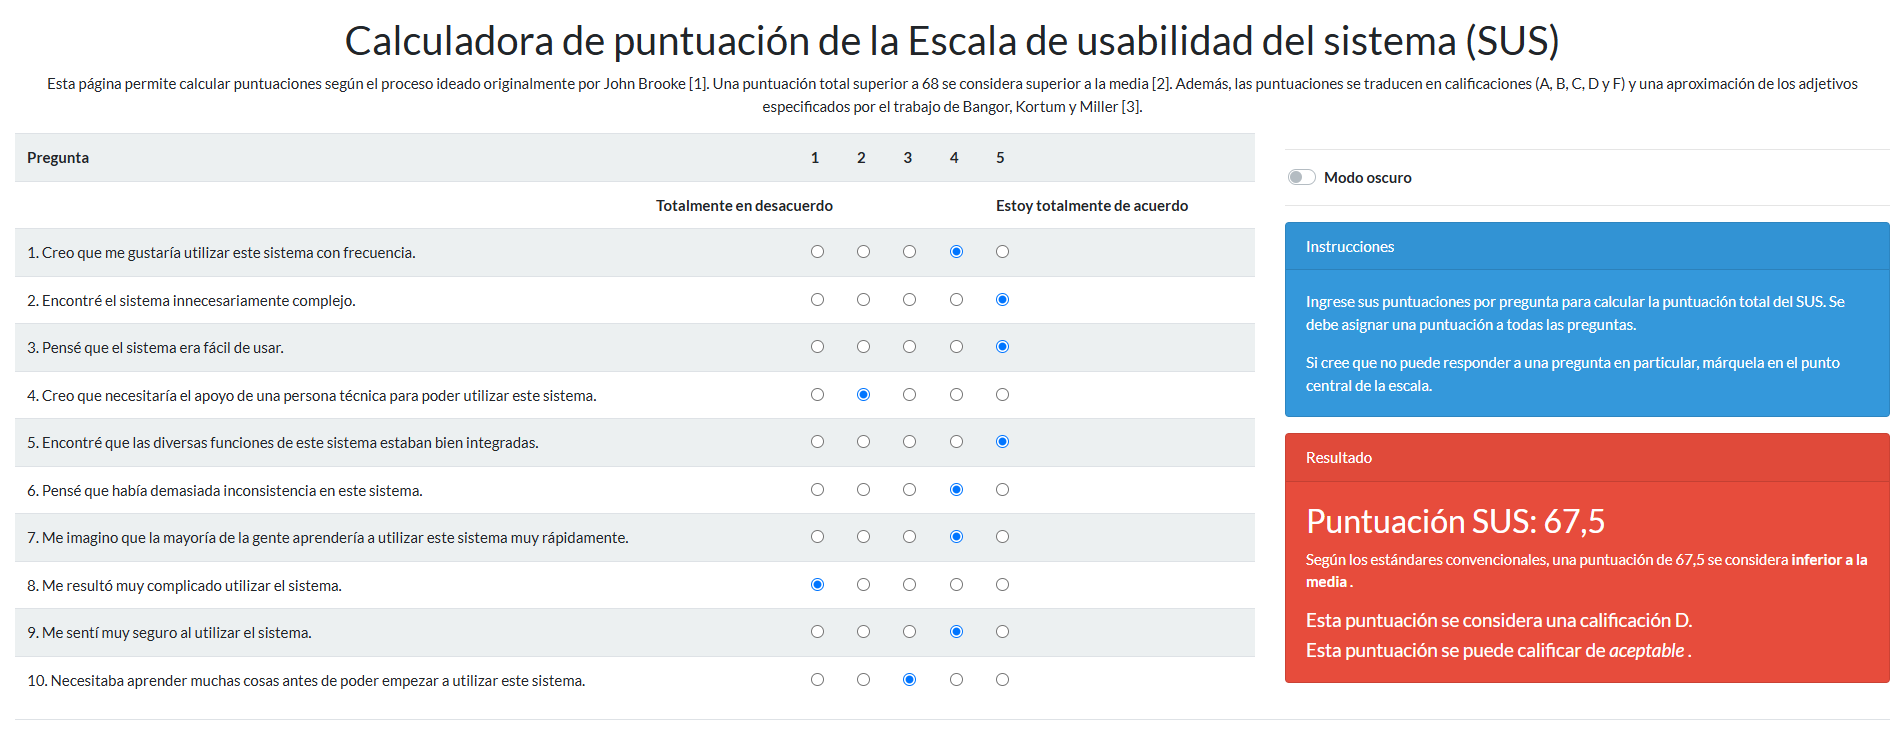 Calculadora de puntuación de la Escala de usabilidad del sistema (SUS)
Esta página permite calcular puntuaciones según el proceso ideado originalmente por John Brooke [1]. Una puntuación total superior a 68 se considera superior a la media [2]. Además, las puntuaciones se traducen en calificaciones (A, B, C, D y F) y una aproximación de los adjetivos
especificados por el trabajo de Bangor, Kortum y Miller [3].
Pregunta 1 2 3 4 5
Totalmente en desacuerdo Estoy totalmente de acuerdo
1. Creo que me gustaría utilizar este sistema con frecuencia.
2. Encontré el sistema innecesariamente complejo.
3. Pensé que el sistema era fácil de usar.
4. Creo que necesitaría el apoyo de una persona técnica para poder utilizar este sistema.
5. Encontré que las diversas funciones de este sistema estaban bien integradas.
6. Pensé que había demasiada inconsistencia en este sistema.
7. Me imagino que la mayoría de la gente aprendería a utilizar este sistema muy rápidamente.
8. Me resultó muy complicado utilizar el sistema.
9. Me sentí muy seguro al utilizar el sistema.
10. Necesitaba aprender muchas cosas antes de poder empezar a utilizar este sistema.
Modo oscuro
Instrucciones
Ingrese sus puntuaciones por pregunta para calcular la puntuación total del SUS. Se
debe asignar una puntuación a todas las preguntas.
Si cree que no puede responder a una pregunta en particular, márquela en el punto
central de la escala.
Resultado
Puntuación SUS: 67,5
Según los estándares convencionales, una puntuación de 67,5 se considera inferior a la
media .
Esta puntuación se considera una calificación D.
Esta puntuación se puede calificar de aceptable .